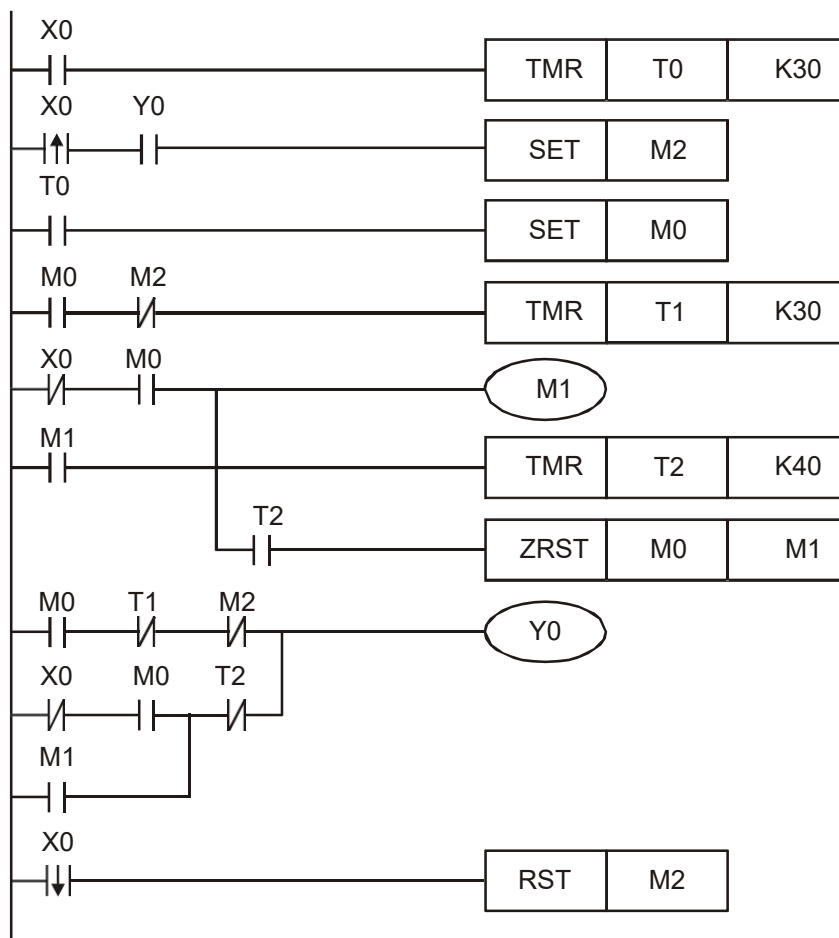 X0
TMR T0 K30
X0 Y0
SET M2
T0
SET M0
M0 M2
TMR T1 K30
X0 M0
M1
M1
TMR T2 K40
T2
ZRST M0 M1
M0 T1 M2
Y0
X0 M0 T2
M1
X0
RST M2